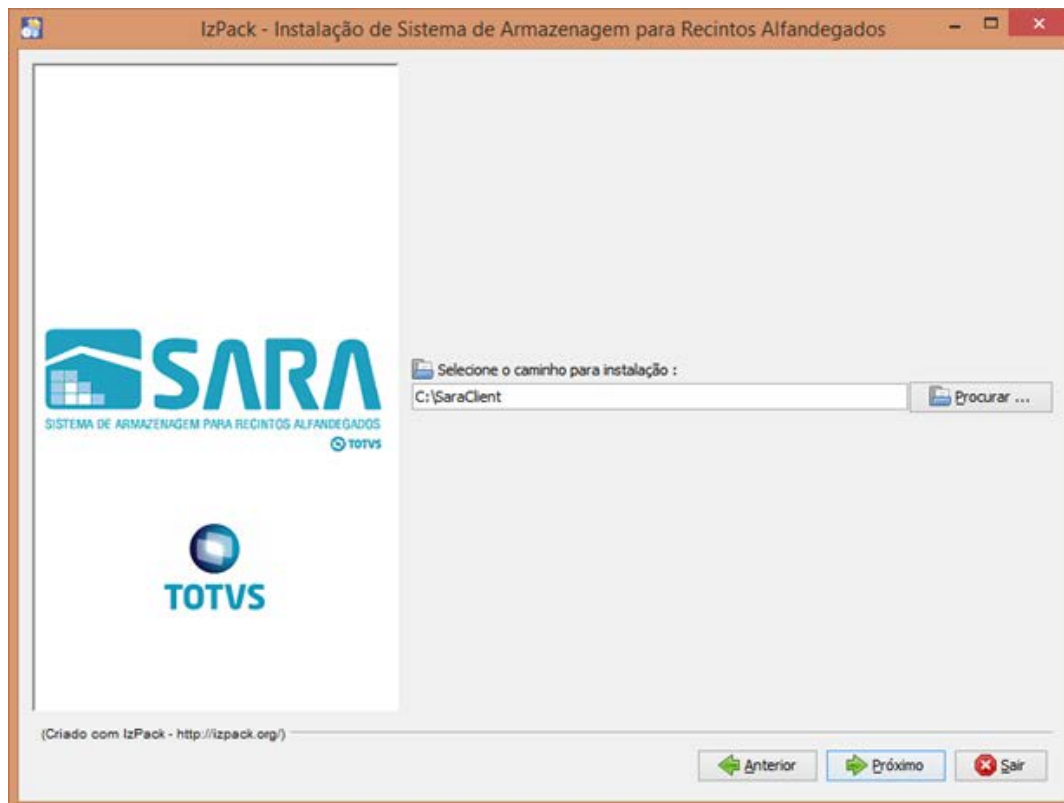 IzPack - Instalação de Sistema de Armazenagem para Recintos Alfandegados
SARA
SISTEMA DE ARMAZENAGEM PARA RECINTOS ALFANDEGADOS
TOTVS
TOTVS
Selecione o caminho para instalação :
C:\SaraClient
Procurar ...
(Criado com IzPack - http://izpack.org/)
Anterior
Próximo
Sair